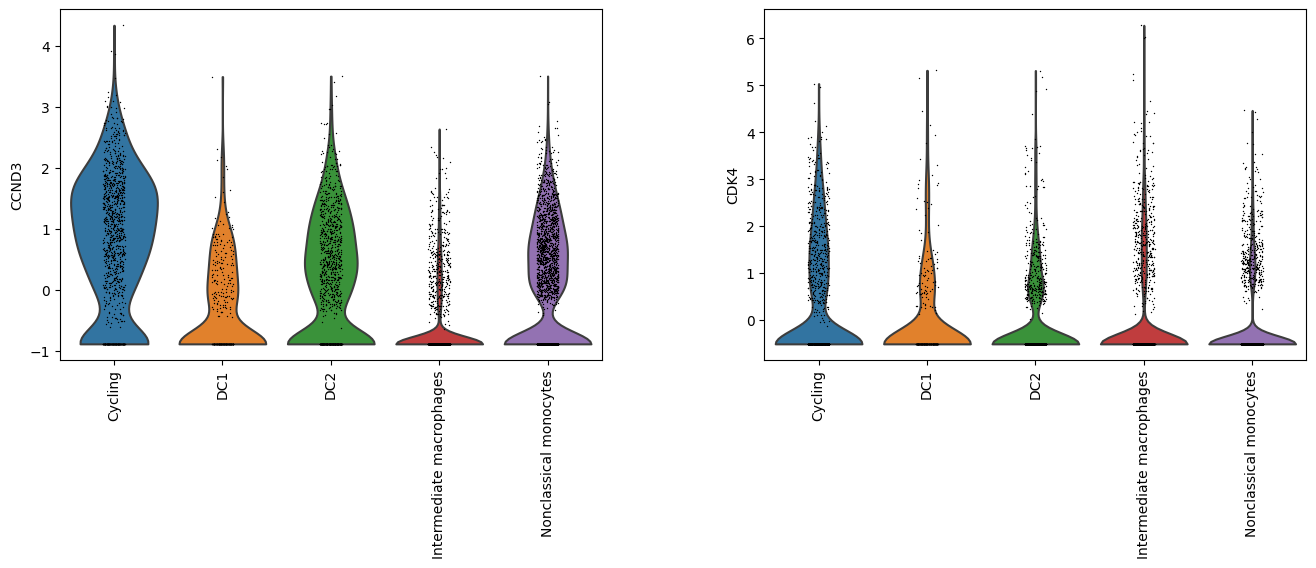 CCND3
4
3
2
1
0
−1
Cycling
DC1
DC2
Intermediate macrophages
Nonclassical monocytes
CDK4
6
5
4
3
2
1
0
Cycling
DC1
DC2
Intermediate macrophages
Nonclassical monocytes